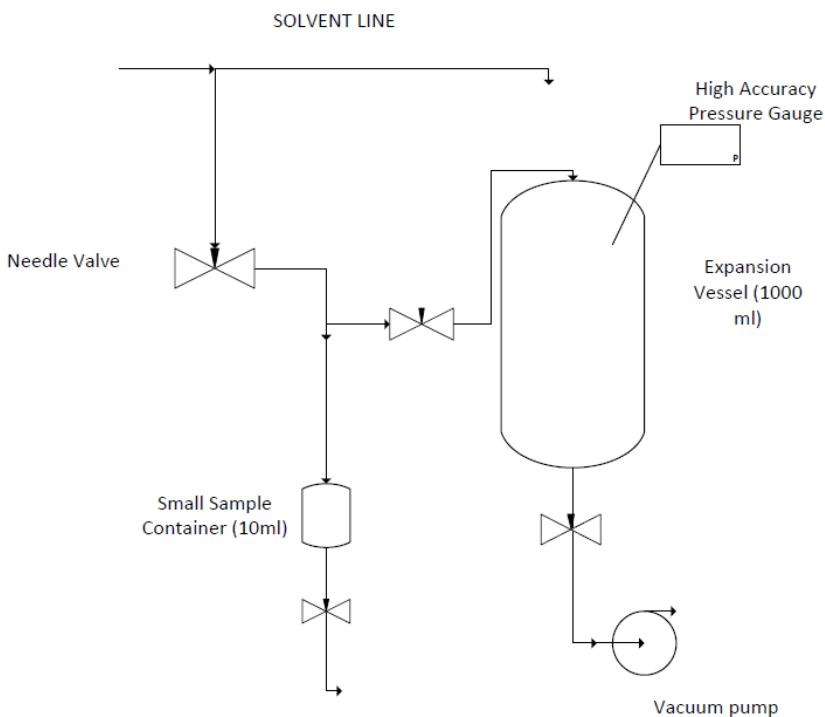 SOLVENT LINE
High Accuracy
Pressure Gauge
P
Needle Valve
Expansion
Vessel (1000
ml)
Small Sample
Container (10ml)
Vacuum pump